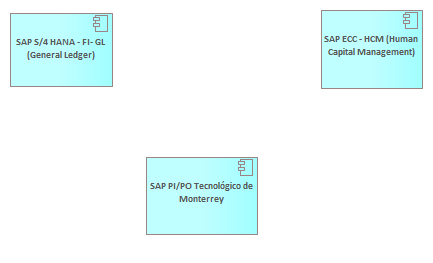 SAP S/4 HANA - FI- GL
(General Ledger)
SAP ECC - HCM (Human
Capital Management)
SAP PI/PO Tecnológico de
Monterrey